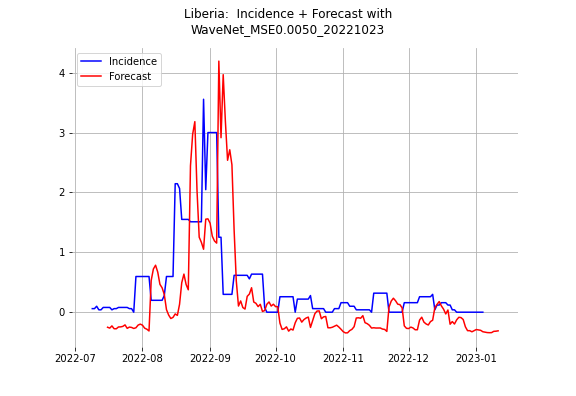 Liberia:  Incidence + Forecast with
WaveNet_MSE0.0050_20221023
Incidence
Forecast
4
3
2
1
0
2022-07 2022-08 2022-09 2022-10 2022-11 2022-12 2023-01